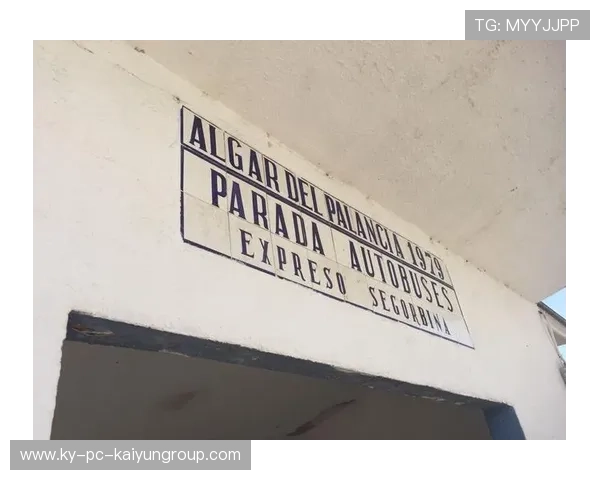 TG: MYYJJPP
ALGAR DEL PALANCIA 1979
PARADA AUTOBUSES
EXPRESO SEGORBINA
www.ky-pc-kaiyungroup.com